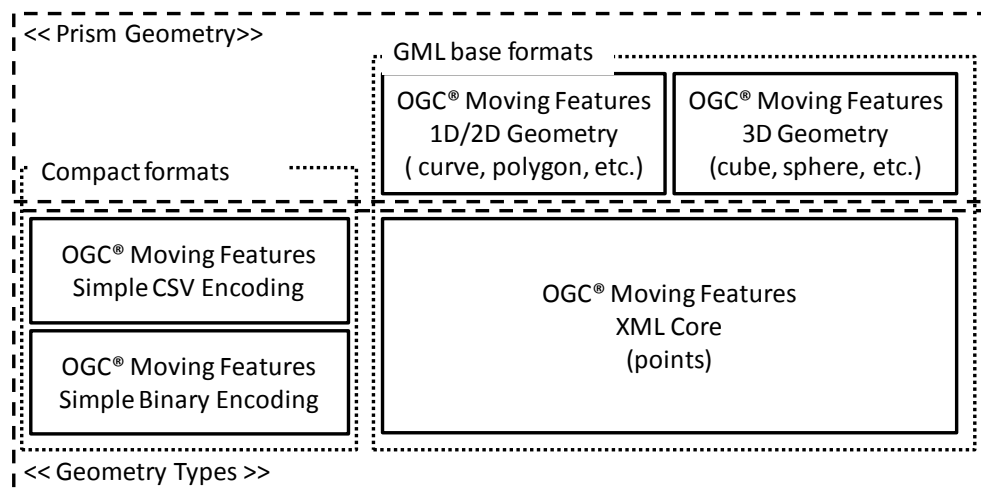 << Prism Geometry>>
GML base formats
OGC® Moving Features
1D/2D Geometry
( curve, polygon, etc.)
OGC® Moving Features
3D Geometry
(cube, sphere, etc.)
Compact formats
OGC® Moving Features
Simple CSV Encoding
OGC® Moving Features
Simple Binary Encoding
OGC® Moving Features
XML Core
(points)
<< Geometry Types >>